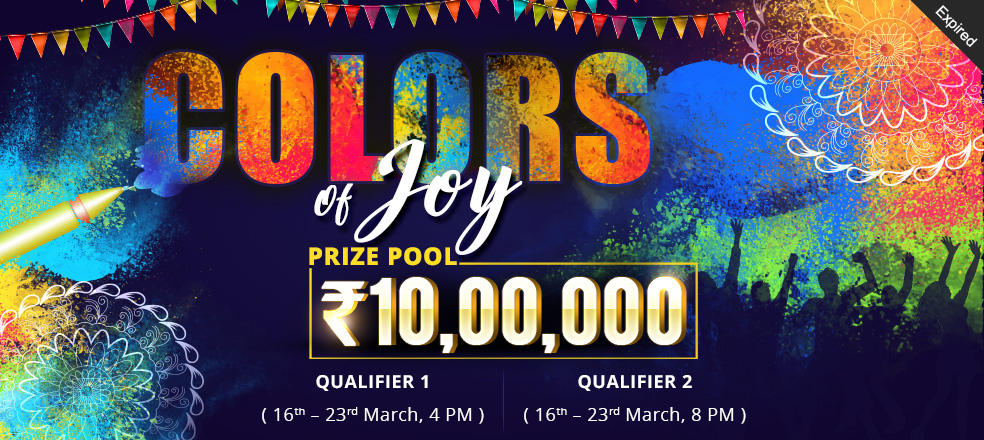 Expired
COLORS
of Joy
PRIZE POOL
₹10,00,000
QUALIFIER 1
( 16th – 23rd March, 4 PM )
QUALIFIER 2
( 16th – 23rd March, 8 PM )